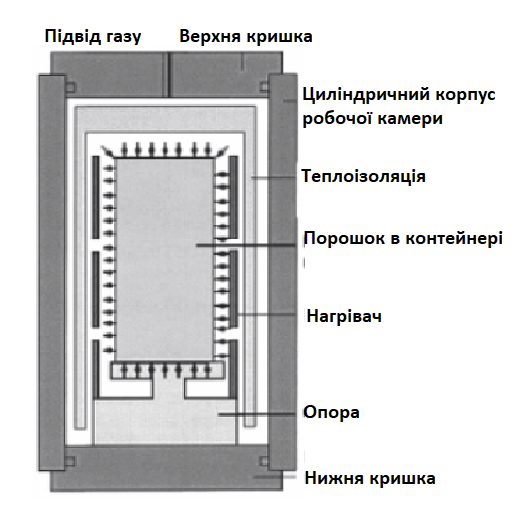 Підвід газу
Верхня кришка
Циліндричний корпус
робочої камери
Теплоізоляція
Порошок в контейнері
Нагрівач
Опора
Нижня кришка